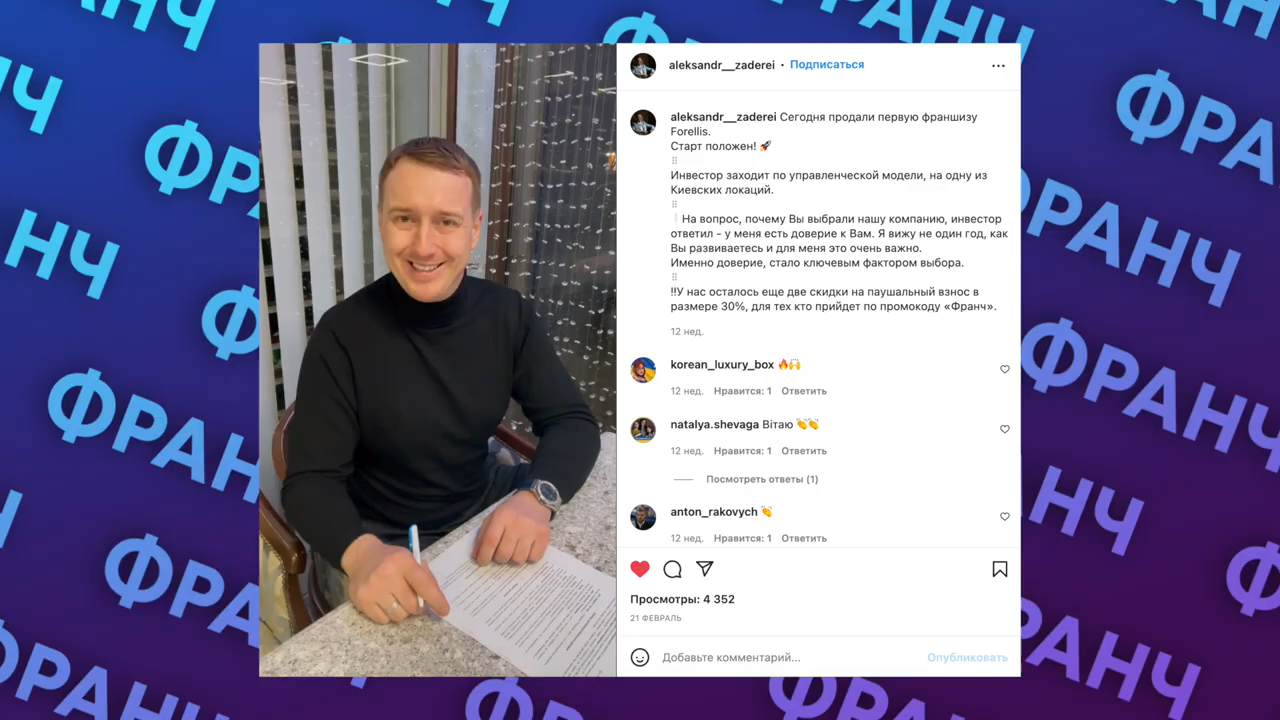 ФРАНЧ
aleksandr__zaderei • Подписаться
aleksandr__zaderei Сегодня продали первую франшизу
Forellis.
Старт положен! 🚀
⠿
Инвестор заходит по управленческой модели, на одну из
Киевских локаций.
⠿
❕На вопрос, почему Вы выбрали нашу компанию, инвестор
ответил - у меня есть доверие к Вам. Я вижу не один год, как
Вы развиваетесь и для меня это очень важно.
Именно доверие, стало ключевым фактором выбора.
⠿
‼У нас осталось еще две скидки на паушальный взнос в
размере 30%, для тех кто прийдет по промокоду «Франч».
12 нед.
korean_luxury_box 🔥🙌
12 нед. Нравится: 1 Ответить
natalya.shevaga Вітаю 👏👏
12 нед. Нравится: 1 Ответить
Посмотреть ответы (1)
anton_rakovych 👏
12 нед. Нравится: 1 Ответить
Просмотры: 4 352
21 ФЕВРАЛЬ
Добавьте комментарий... Опубликовать